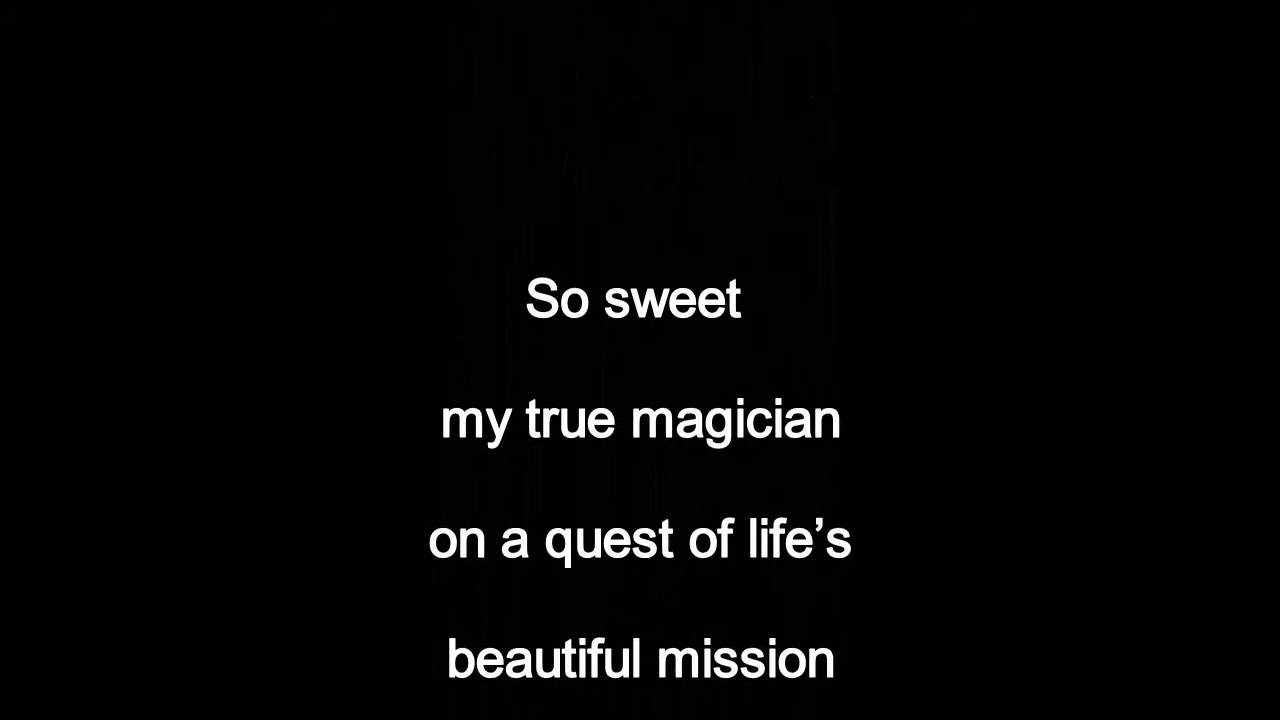 So sweet
my true magician
on a quest of life’s
beautiful mission